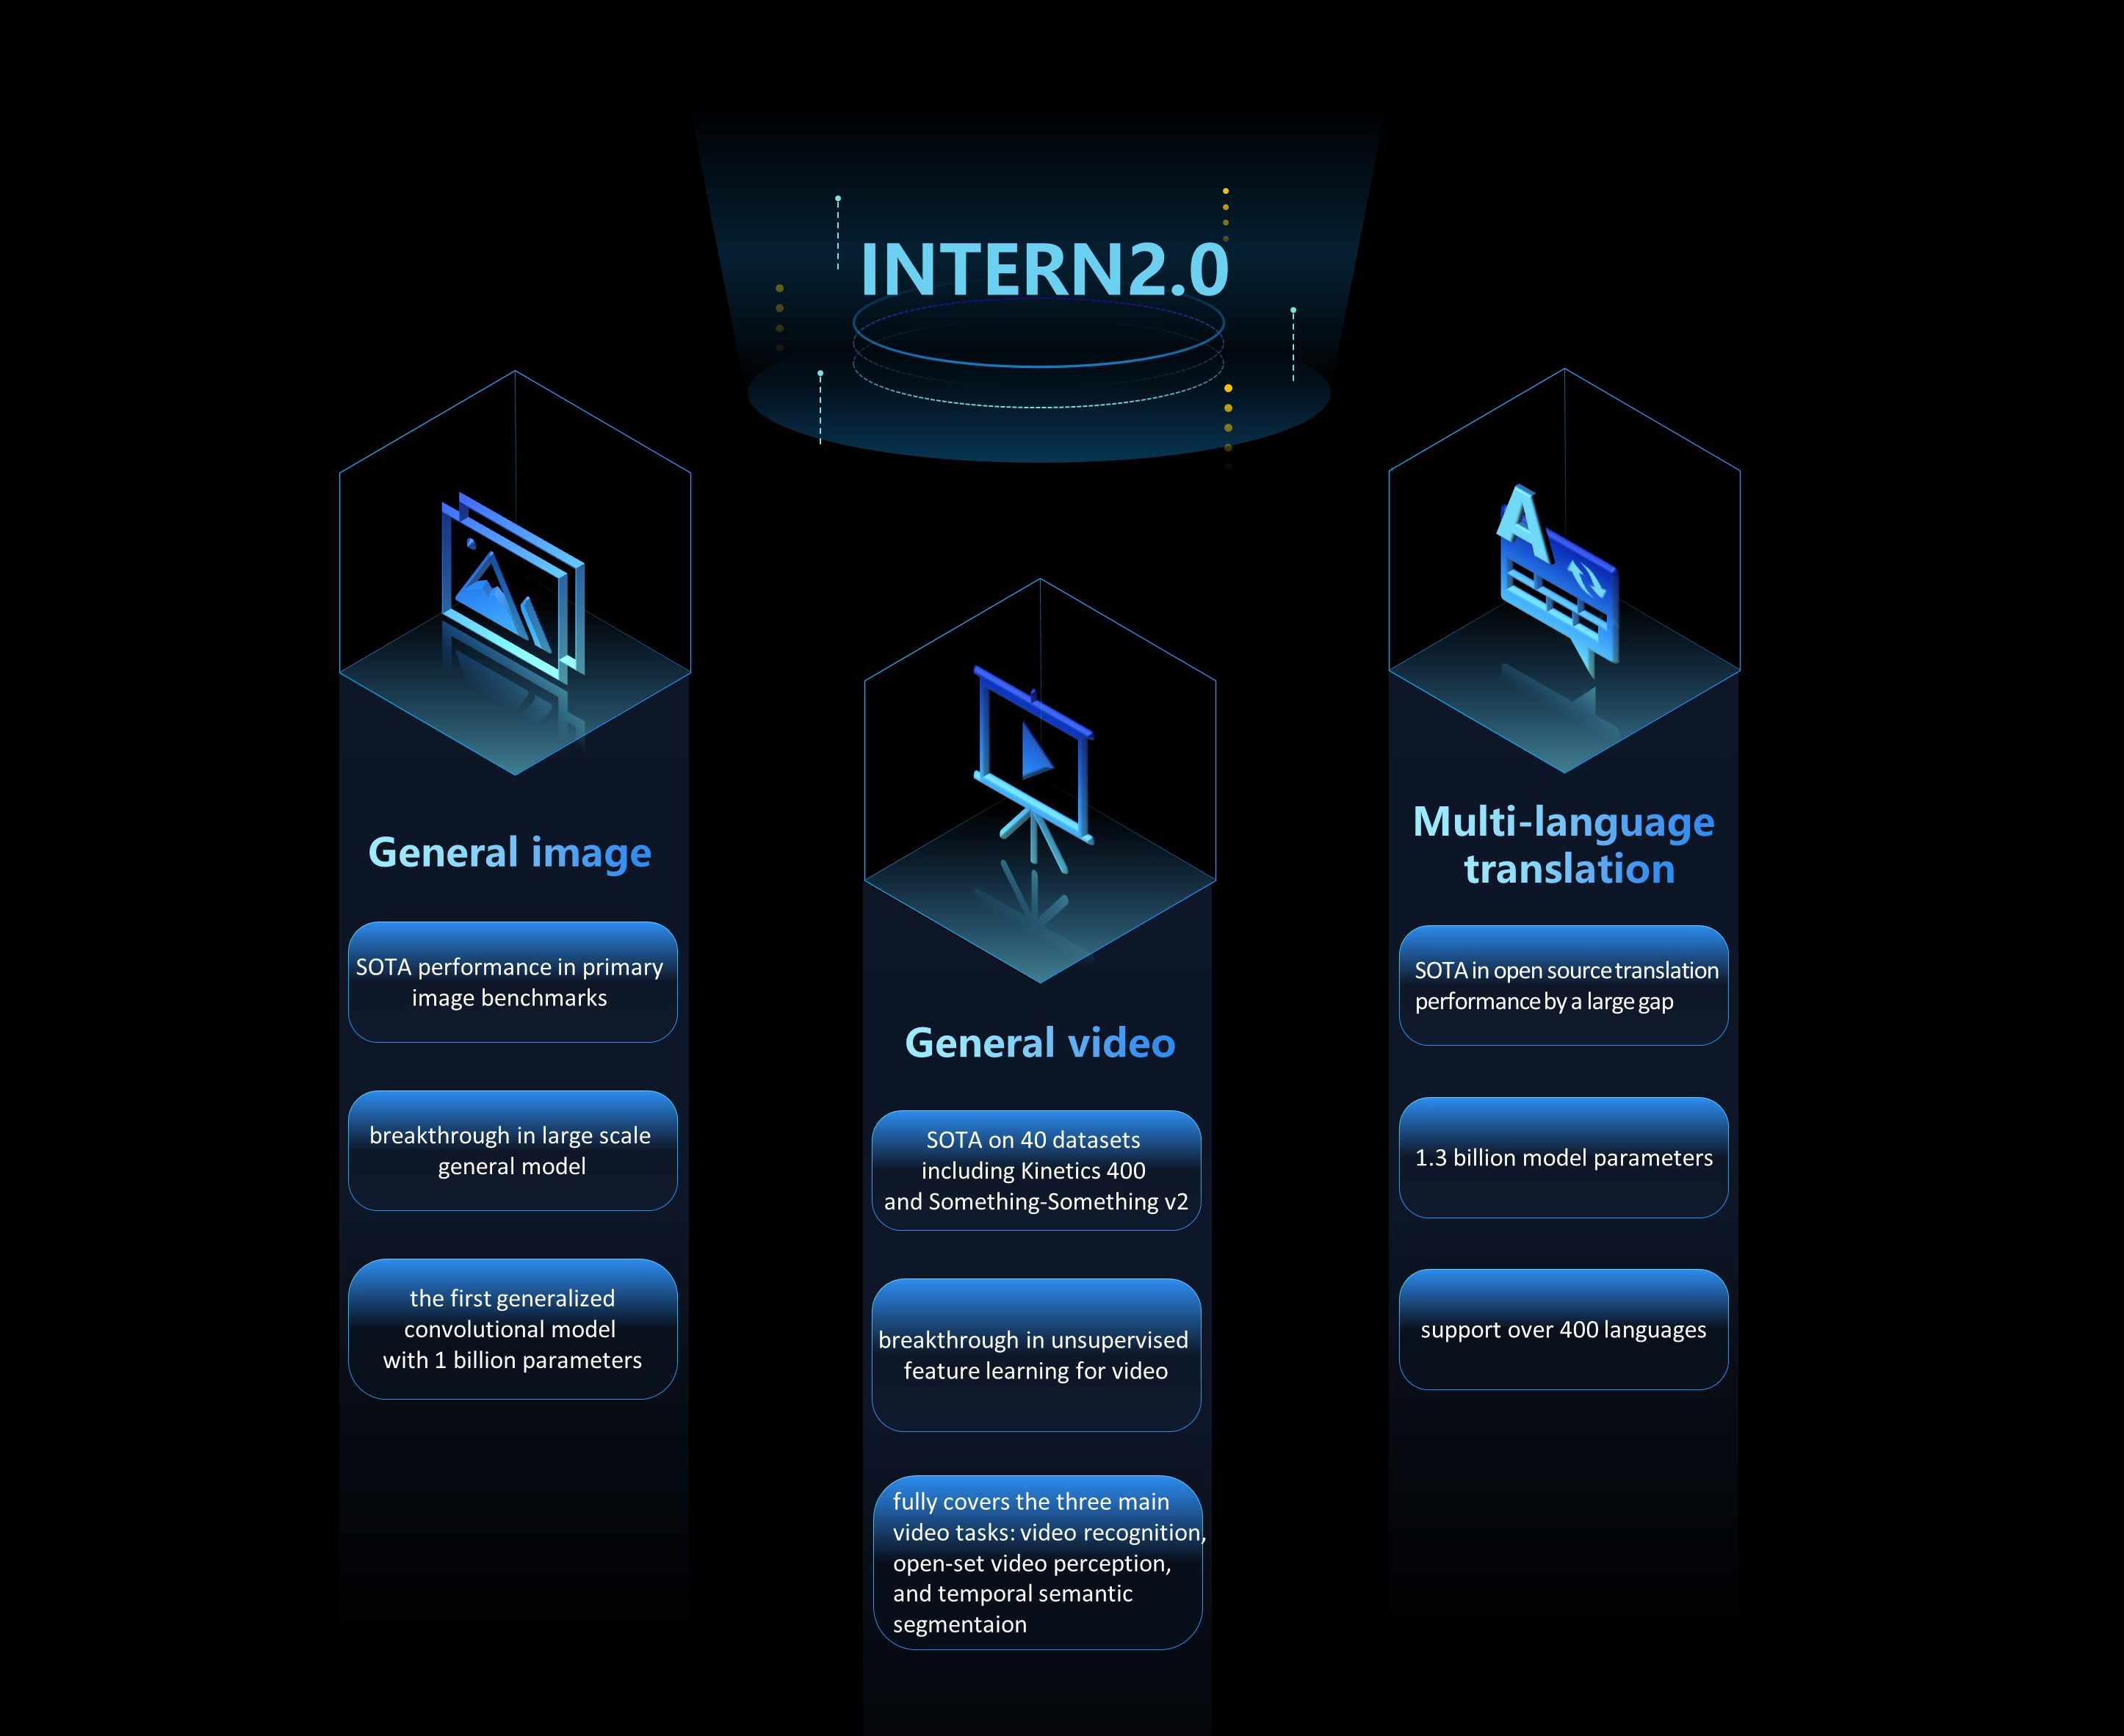 INTERN2.0
General image
SOTA performance in primary
image benchmarks
breakthrough in large scale
general model
the first generalized
convolutional model
with 1 billion parameters
General video
SOTA on 40 datasets
including Kinetics 400
and Something-Something v2
breakthrough in unsupervised
feature learning for video
fully covers the three main
video tasks: video recognition,
open-set video perception,
and temporal semantic
segmentaion
Multi-language
translation
SOTA in open source translation
performance by a large gap
1.3 billion model parameters
support over 400 languages
A